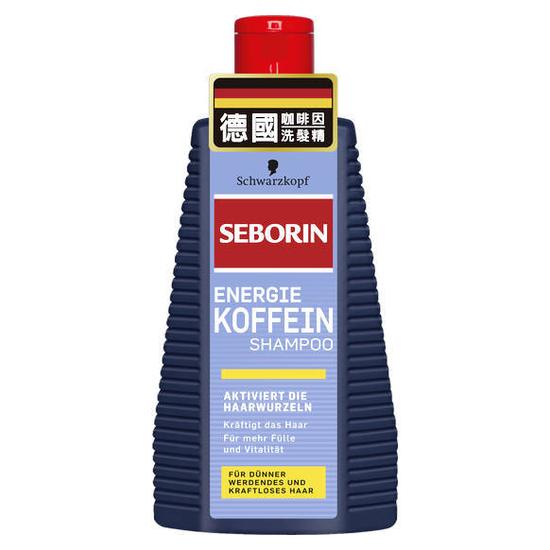 德國 咖啡因
洗髮精
Schwarzkopf
SEBORIN
ENERGIE
KOFFEIN
SHAMPOO
AKTIVIERT DIE
HAARWURZELN
Kräftigt das Haar
Für mehr Fülle
und Vitalität
FÜR DÜNNER
WERDENDES UND
KRAFTLOSES HAAR